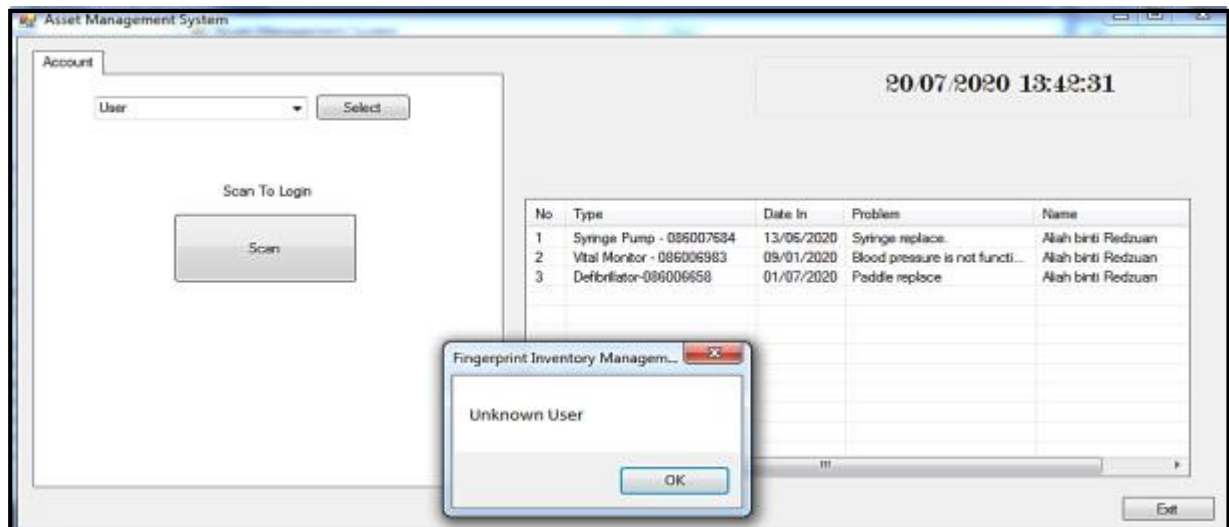 Asset Management System
Account
20/07/2020 13:42:31
User
Select
Scan To Login
Scan
No Type Date In Problem Name
1 Syringe Pump - 086007684 13/06/2020 Syringe replace. Aliah binti Redzuan
2 Vital Monitor - 086006983 09/01/2020 Blood pressure is not functi... Aliah binti Redzuan
3 Defibrillator-086006658 01/07/2020 Paddle replace Aliah binti Redzuan
Fingerprint Inventory Managem...
Unknown User
OK
Exit